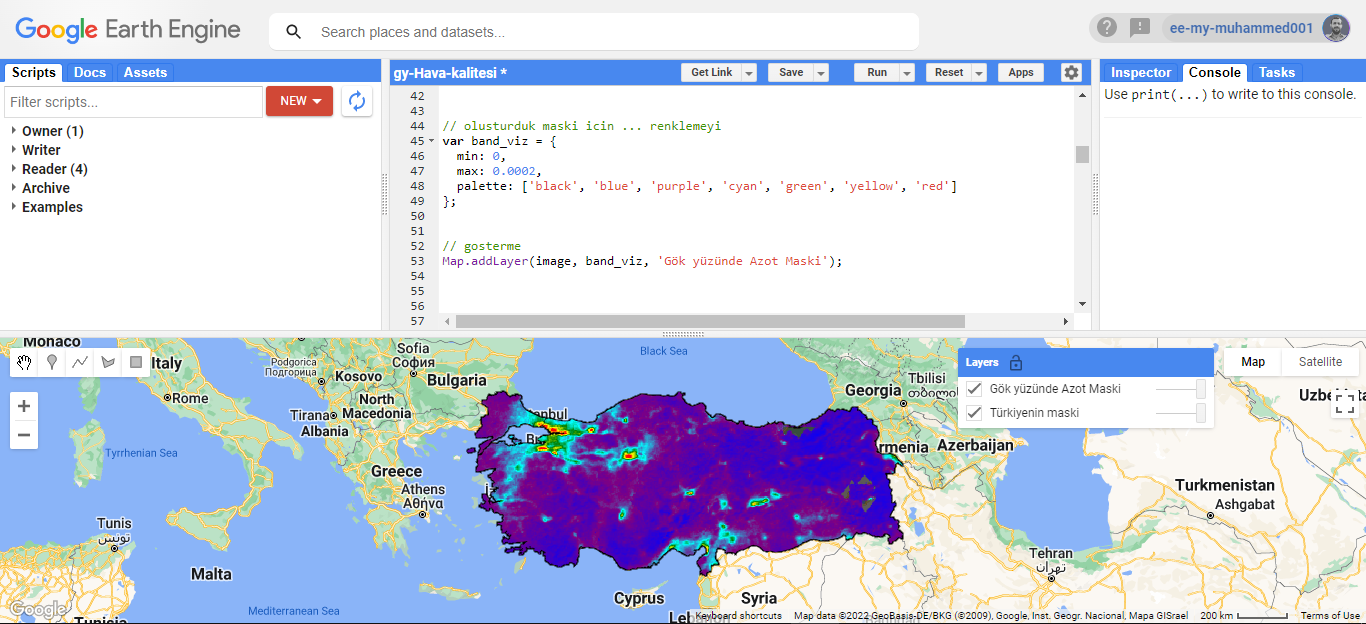 Google Earth Engine
Search places and datasets...
ee-my-muhammed001
Scripts Docs Assets
Filter scripts...
NEW
Owner (1)
Writer
Reader (4)
Archive
Examples
gy-Hava-kalitesi *
Get Link Save Run Reset Apps
42
43
44 // olusturduk maski icin ... renklemeyi
45 var band_viz = {
46 min: 0,
47 max: 0.0002,
48 palette: ['black', 'blue', 'purple', 'cyan', 'green', 'yellow', 'red']
49 };
50
51
52 // gosterme
53 Map.addLayer(image, band_viz, 'Gök yüzünde Azot Maski');
54
55
56
57
Inspector Console Tasks
Use print(...) to write to this console.
Monaco
Italy
Rome
Tyrrhenian Sea
Tunis
تونس
Malta
Tunisia
Mediterranean Sea
Podgorica
Подгорица
Kosovo
Sofia
София
Bulgaria
North
Macedonia
Tirana
Albania
Greece
Athens
Αθήνα
Black Sea
Georgia
Tbilisi
Azerbaijan
Turkmenistan
Ashgabat
Tehran
تهران
Cyprus
Syria
Layers
Gök yüzünde Azot Maski
Türkiyenin maski
Map Satellite
Google
Keyboard shortcuts Map data ©2022 GeoBasis-DE/BKG (©2009), Google, Inst. Geogr. Nacional, Mapa GISrael 200 km Terms of Use